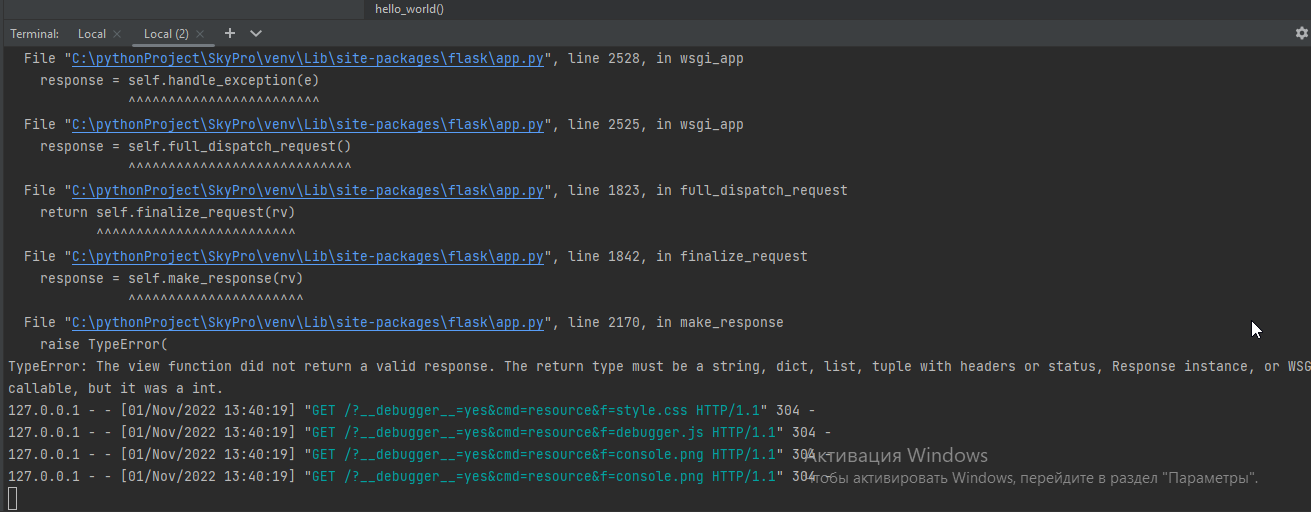 hello_world()
Terminal: Local × Local (2) × +
File "C:\pythonProject\SkyPro\venv\Lib\site-packages\flask\app.py", line 2528, in wsgi_app
response = self.handle_exception(e)
^^^^^^^^^^^^^^^^^^^^^^^^
File "C:\pythonProject\SkyPro\venv\Lib\site-packages\flask\app.py", line 2525, in wsgi_app
response = self.full_dispatch_request()
^^^^^^^^^^^^^^^^^^^^^^^^^^^^
File "C:\pythonProject\SkyPro\venv\Lib\site-packages\flask\app.py", line 1823, in full_dispatch_request
return self.finalize_request(rv)
^^^^^^^^^^^^^^^^^^^^^^^^^
File "C:\pythonProject\SkyPro\venv\Lib\site-packages\flask\app.py", line 1842, in finalize_request
response = self.make_response(rv)
^^^^^^^^^^^^^^^^^^^^^^
File "C:\pythonProject\SkyPro\venv\Lib\site-packages\flask\app.py", line 2170, in make_response
raise TypeError(
TypeError: The view function did not return a valid response. The return type must be a string, dict, list, tuple with headers or status, Response instance, or WSG
callable, but it was a int.
127.0.0.1 - - [01/Nov/2022 13:40:19] "GET /?__debugger__=yes&cmd=resource&f=style.css HTTP/1.1" 304 -
127.0.0.1 - - [01/Nov/2022 13:40:19] "GET /?__debugger__=yes&cmd=resource&f=debugger.js HTTP/1.1" 304 -
127.0.0.1 - - [01/Nov/2022 13:40:19] "GET /?__debugger__=yes&cmd=resource&f=console.png HTTP/1.1" 304 -
Активация Windows
127.0.0.1 - - [01/Nov/2022 13:40:19] "GET /?__debugger__=yes&cmd=resource&f=console.png HTTP/1.1" 304 -
Чтобы активировать Windows, перейдите в раздел "Параметры".